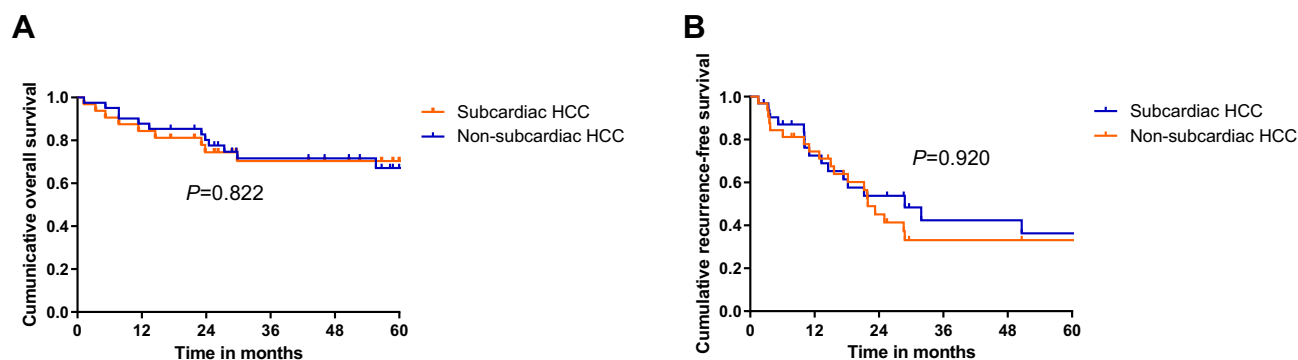 A
Cumunicative overall survival
1.0
0.8
0.6
0.4
0.2
0.0
0 12 24 36 48 60
Time in months
P=0.822
Subcardiac HCC
Non-subcardiac HCC
B
Cumulative recurrence-free survival
1.0
0.8
0.6
0.4
0.2
0.0
0 12 24 36 48 60
Time in months
P=0.920
Subcardiac HCC
Non-subcardiac HCC